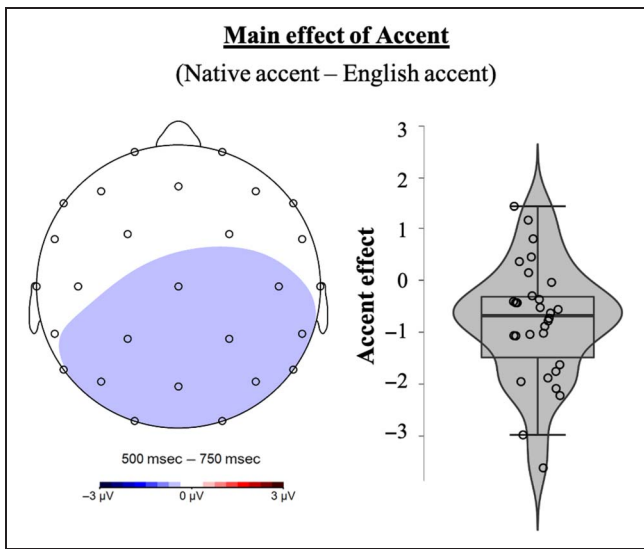 Main effect of Accent
(Native accent – English accent)
3
2
1
0
−1
−2
−3
Accent effect
500 msec – 750 msec
−3 µV 0 µV 3 µV